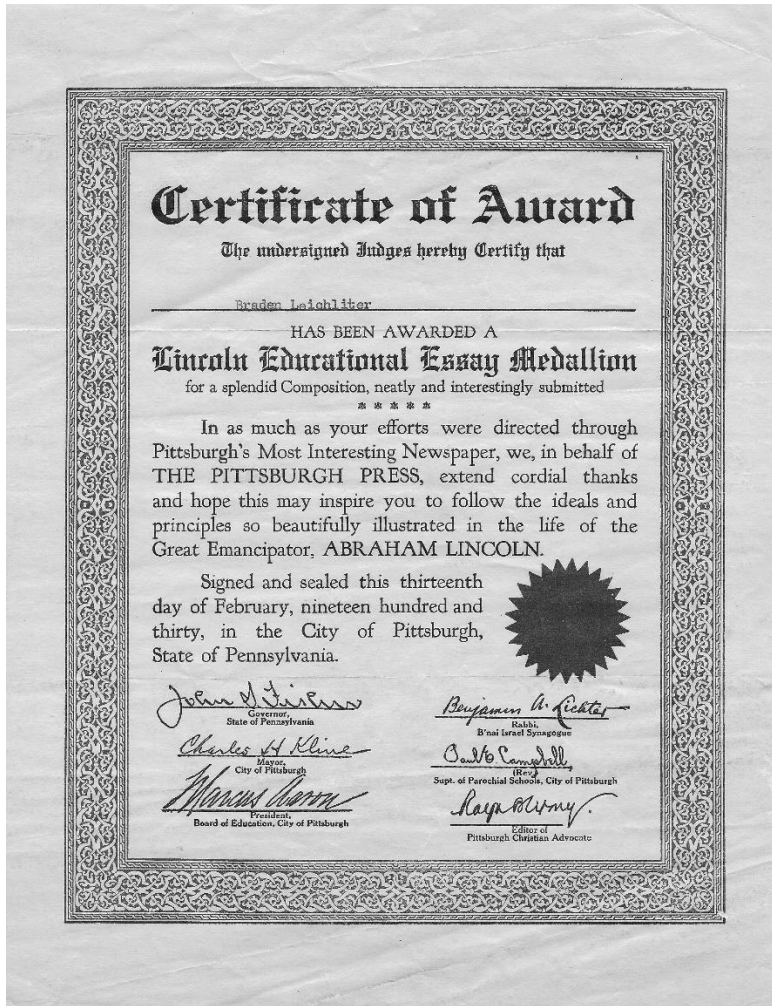 Certificate of Award
The undersigned Judges hereby Certify that
Braden Leichliter
HAS BEEN AWARDED A
Lincoln Educational Essay Medallion
for a splendid Composition, neatly and interestingly submitted
* * * * *
In as much as your efforts were directed through
Pittsburgh's Most Interesting Newspaper, we, in behalf of
THE PITTSBURGH PRESS, extend cordial thanks
and hope this may inspire you to follow the ideals and
principles so beautifully illustrated in the life of the
Great Emancipator, ABRAHAM LINCOLN.
Signed and sealed this thirteenth
day of February, nineteen hundred and
thirty, in the City of Pittsburgh,
State of Pennsylvania.
John S. Fisher
Governor,
State of Pennsylvania
Charles H Kline
Mayor,
City of Pittsburgh
Marcus Aaron
President,
Board of Education, City of Pittsburgh
Benjamin A. Lichter
Rabbi,
B'nai Israel Synagogue
Paul E Campbell
(Rev)
Supt. of Parochial Schools, City of Pittsburgh
Editor of
Pittsburgh Christian Advocate